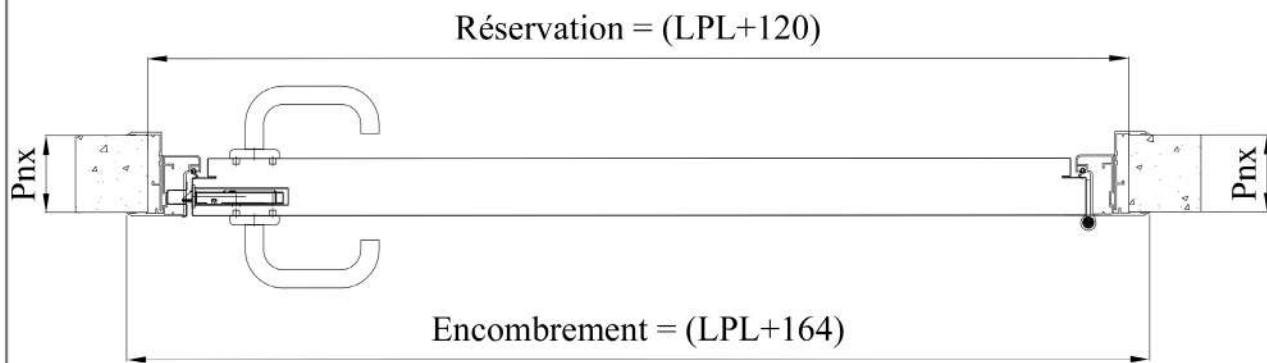 Réservation = (LPL+120)
Pnx
Pnx
Encombrement = (LPL+164)